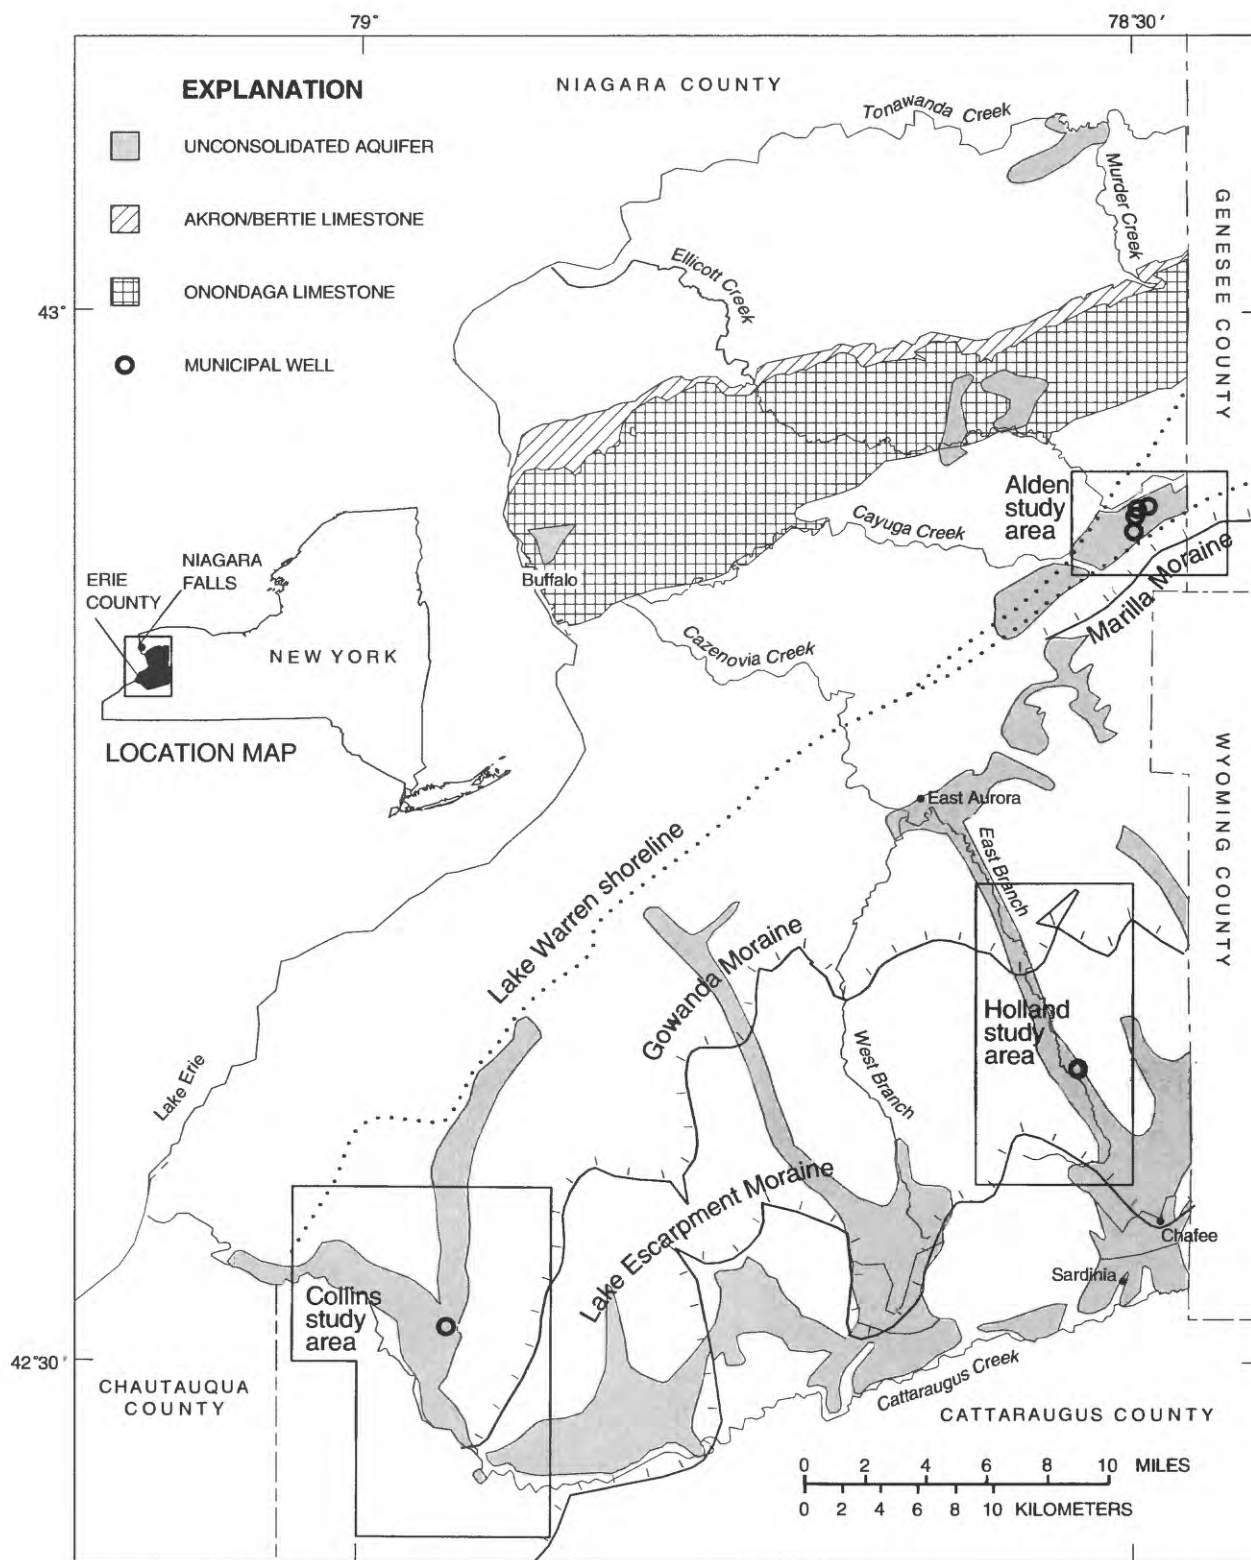 79°
78°30'
EXPLANATION
UNCONSOLIDATED AQUIFER
AKRON/BERTIE LIMESTONE
ONONDAGA LIMESTONE
MUNICIPAL WELL
NIAGARA COUNTY
Tonawanda Creek
Murder Creek
GENESEE
COUNTY
Ellicott Creek
43°
Alden
study
area
Cayuga Creek
Marilla Moraine
Buffalo
Cazenovia Creek
NIAGARA
FALLS
ERIE
COUNTY
NEW YORK
LOCATION MAP
WYOMING COUNTY
East Aurora
East Branch
Lake Warren shoreline
Gowanda Moraine
Holland
study
area
West Branch
Lake Erie
Lake Escarpment Moraine
Chafee
Sardinia
Collins
study
area
42°30'
Cattaraugus Creek
CHAUTAUQUA
COUNTY
CATTARAUGUS COUNTY
0 2 4 6 8 10 MILES
0 2 4 6 8 10 KILOMETERS